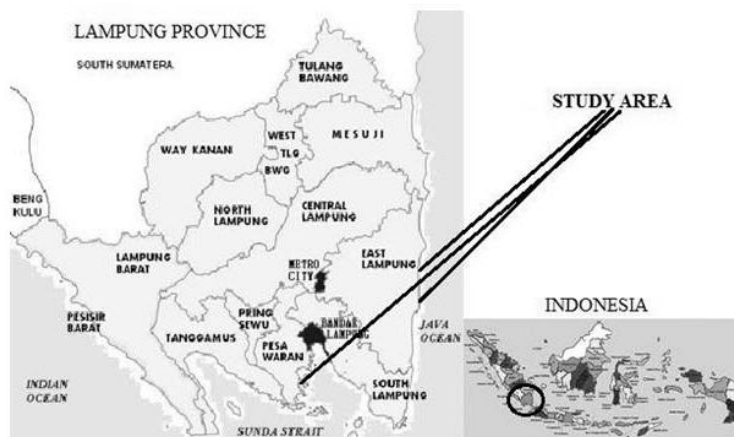 LAMPUNG PROVINCE
SOUTH SUMATERA
TULANG
BAWANG
STUDY AREA
WEST
TLG
BWG
MESUJI
WAY KANAN
BENG
KULU
NORTH
LAMPUNG
CENTRAL
LAMPUNG
LAMPUNG
BARAT
METRO
CITY
EAST
LAMPUNG
PESISIR
BARAT
PRING
SEWU
TANGGAMUS
PESA
WARAN
BANDAR
LAMPUNG
JAVA
OCEAN
INDONESIA
INDIAN
OCEAN
SOUTH
LAMPUNG
SUNDA STRAIT